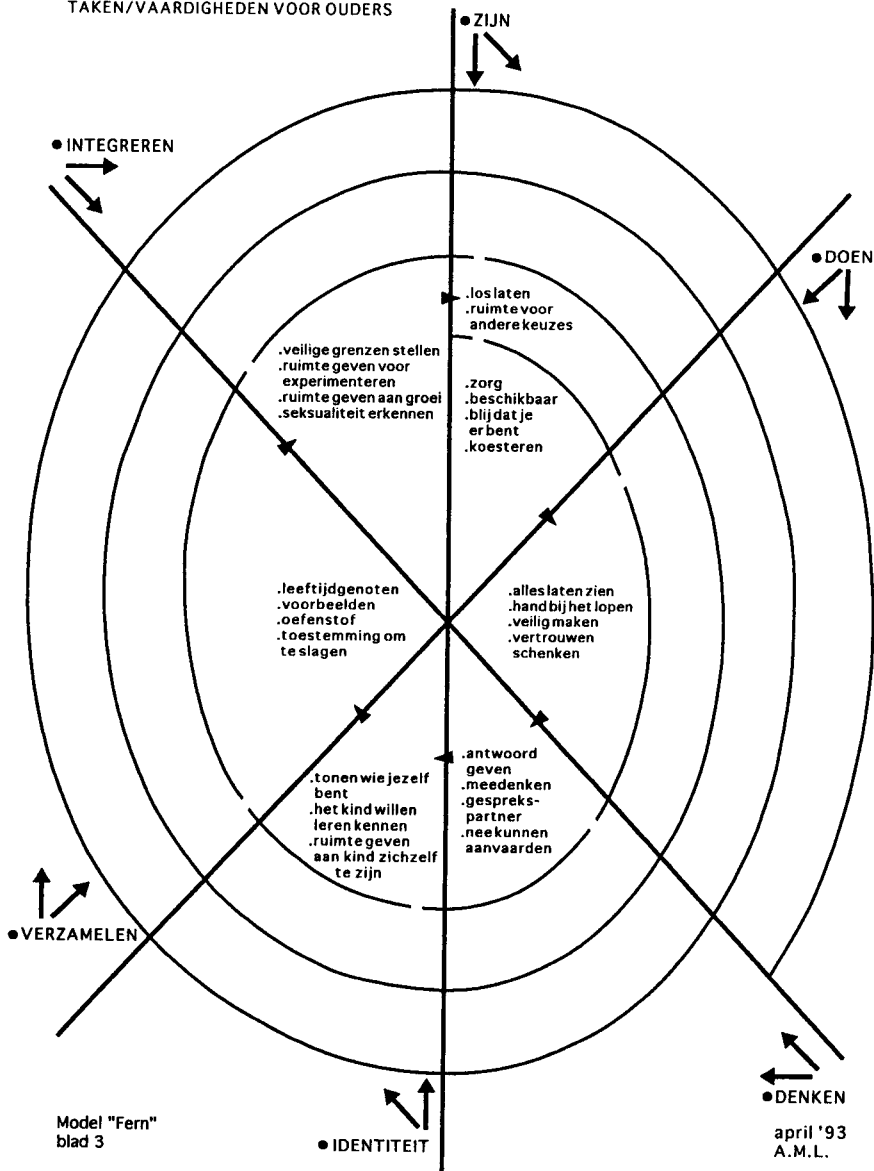 TAKEN/VAARDIGHEDEN VOOR OUDERS
• ZIJN
• INTEGREREN
• DOEN
.los laten
.ruimte voor
andere keuzes
.veilige grenzen stellen
.ruimte geven voor
experimenteren
.ruimte geven aan groei
.seksualiteit erkennen
.zorg
.beschikbaar
.blij dat je
er bent
.koesteren
.leeftijdgenoten
.voorbeelden
.oefenstof
.toestemming om
te slagen
.alles laten zien
.hand bij het lopen
.veilig maken
.vertrouwen
schenken
.tonen wie jezelf
bent
.het kind willen
leren kennen
.ruimte geven
aan kind zichzelf
te zijn
.antwoord
geven
.meedenken
.gespreks-
partner
.nee kunnen
aanvaarden
• VERZAMELEN
• DENKEN
• IDENTITEIT
Model "Fern"
blad 3
april '93
A.M.L.